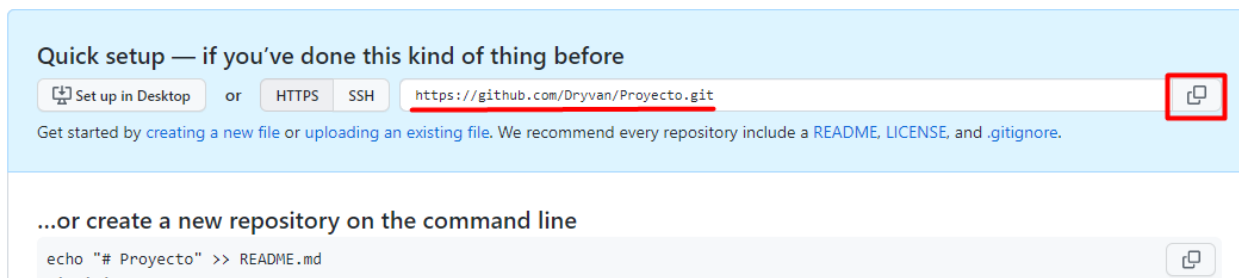 Quick setup — if you’ve done this kind of thing before
Set up in Desktop or HTTPS SSH https://github.com/Dryvan/Proyecto.git
Get started by creating a new file or uploading an existing file. We recommend every repository include a README, LICENSE, and .gitignore.
…or create a new repository on the command line
echo "# Proyecto" >> README.md